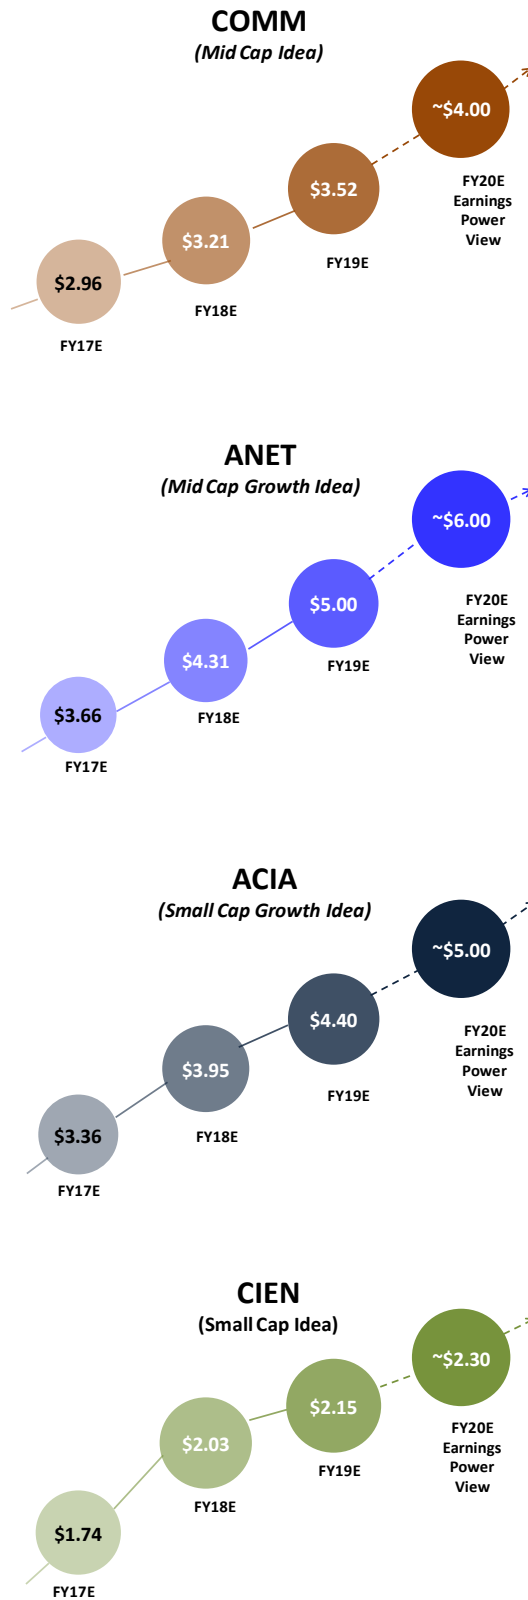 COMM
(Mid Cap Idea)
~$4.00
$3.52
$3.21
$2.96
FY20E
Earnings
Power
View
FY19E
FY18E
FY17E
ANET
(Mid Cap Growth Idea)
~$6.00
$5.00
$4.31
$3.66
FY20E
Earnings
Power
View
FY19E
FY18E
FY17E
ACIA
(Small Cap Growth Idea)
~$5.00
$4.40
$3.95
$3.36
FY20E
Earnings
Power
View
FY19E
FY18E
FY17E
CIEN
(Small Cap Idea)
~$2.30
$2.15
$2.03
$1.74
FY20E
Earnings
Power
View
FY19E
FY18E
FY17E